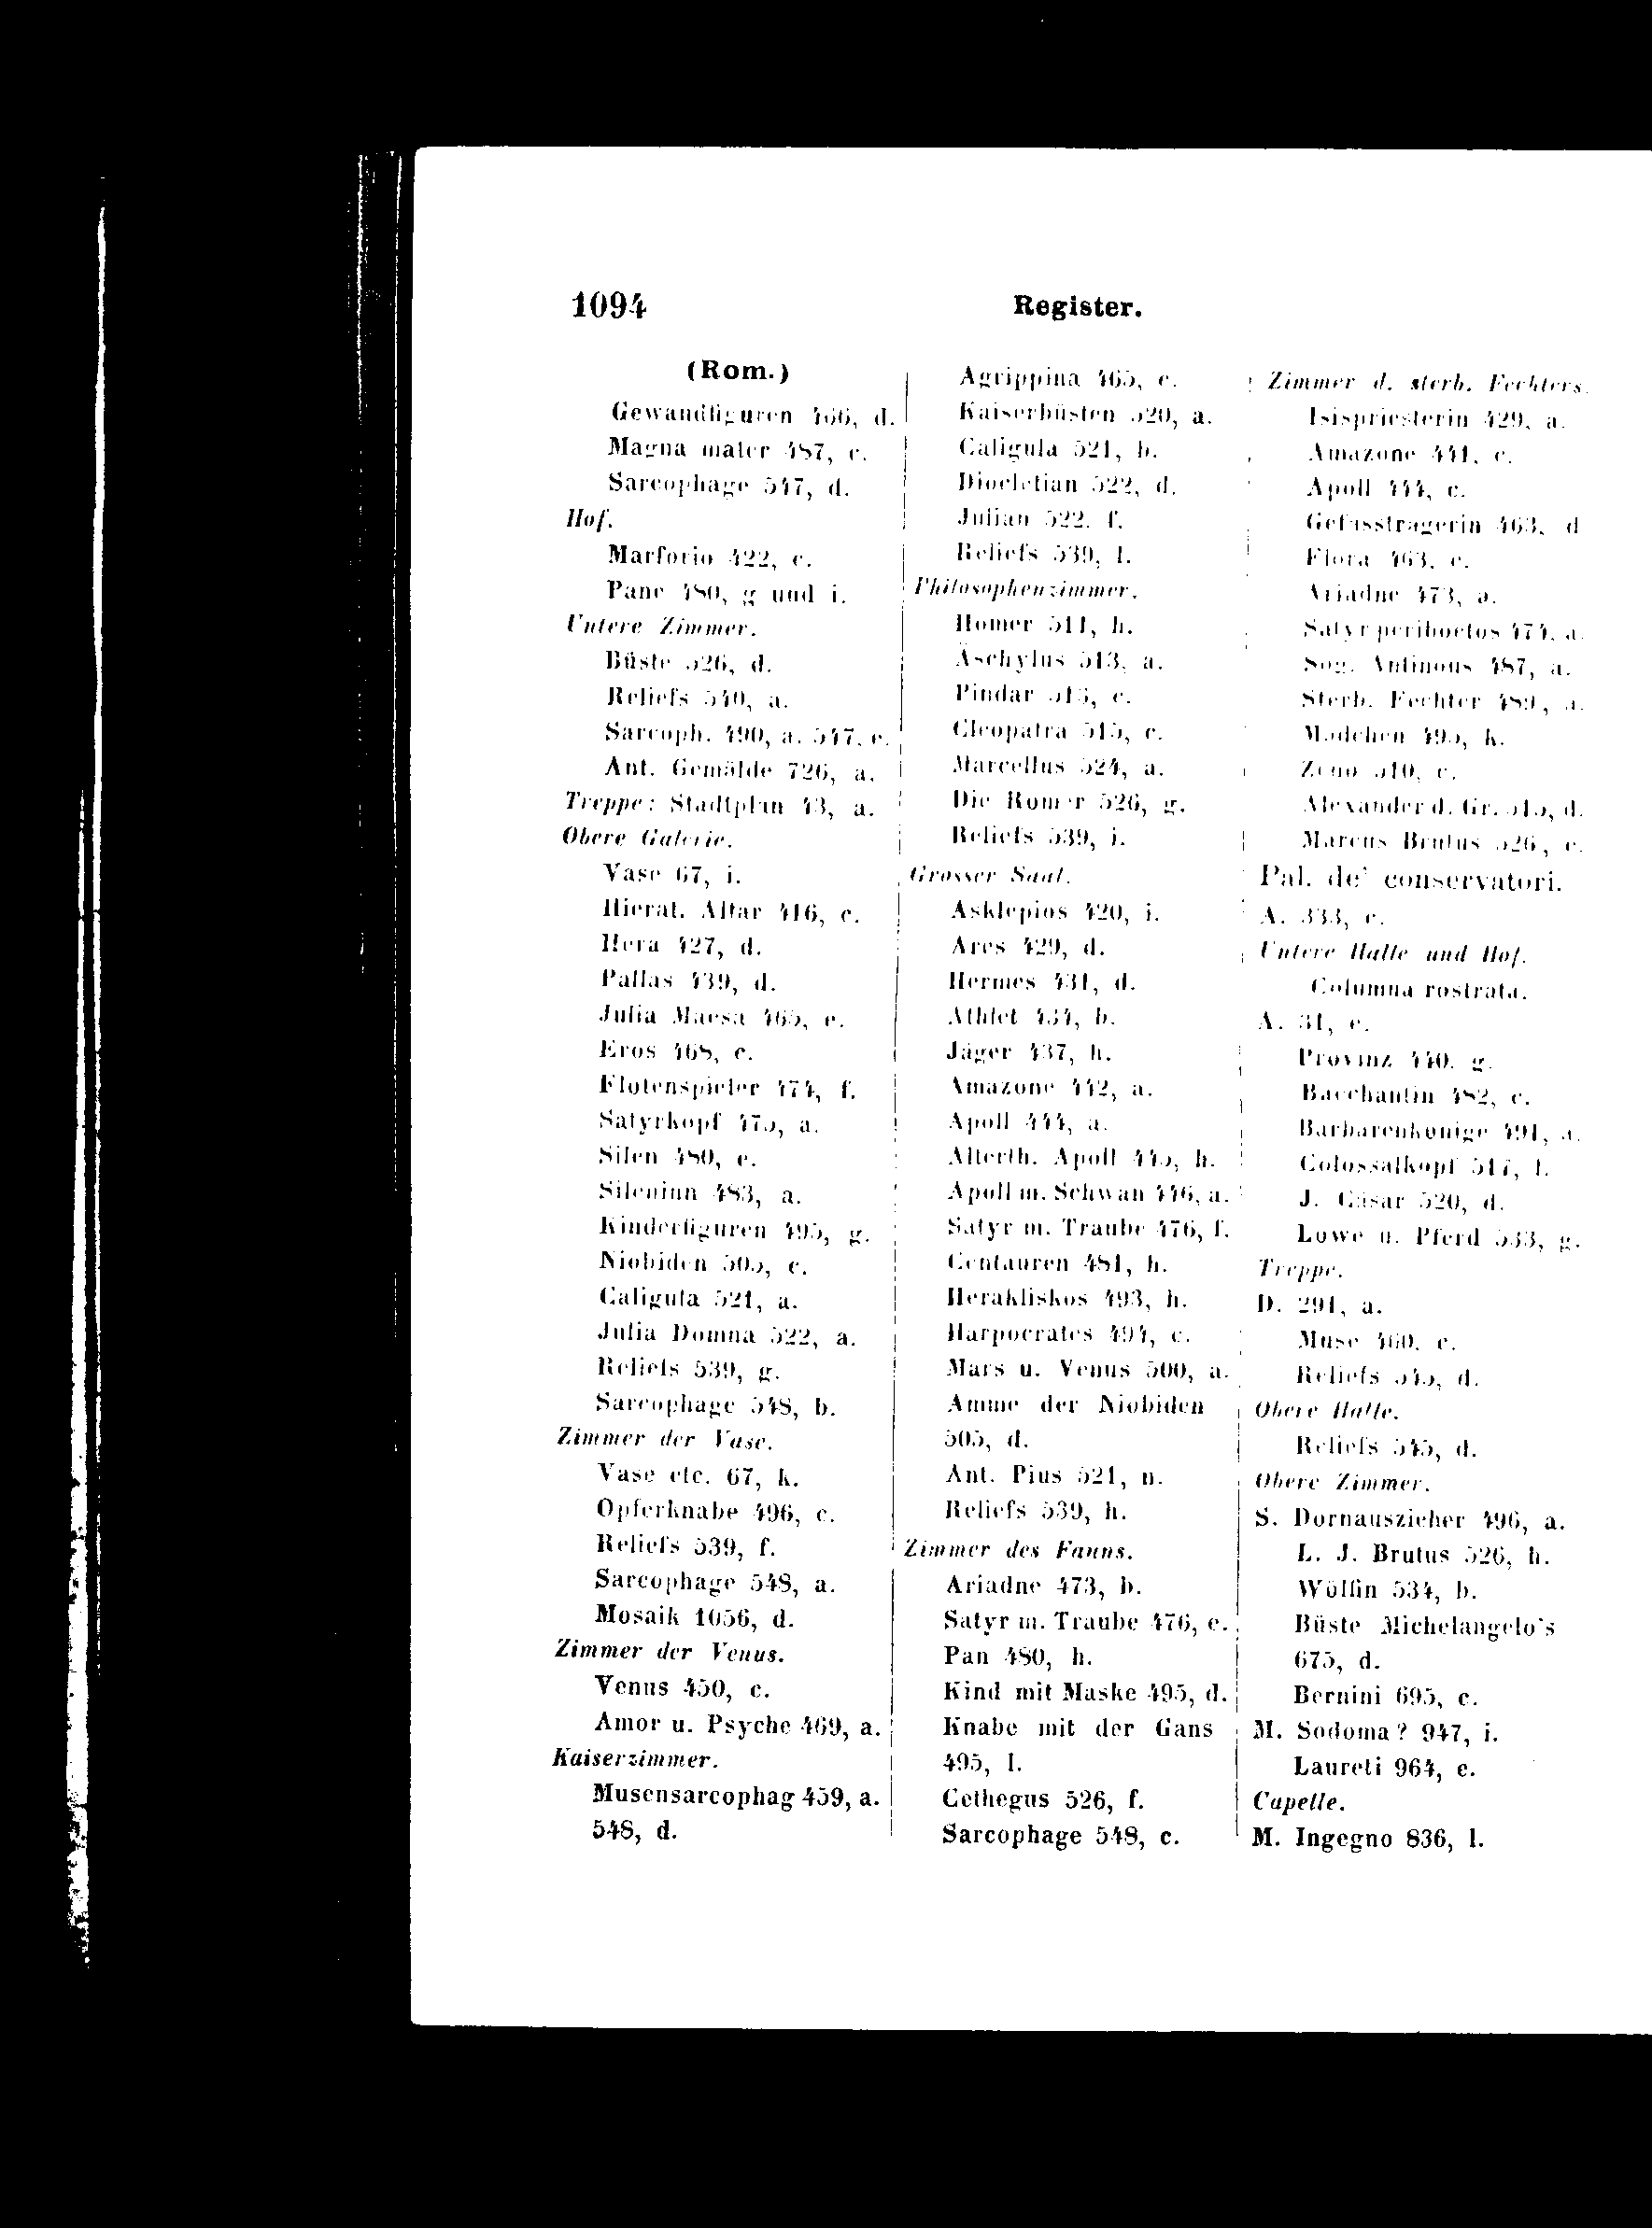 1094
Register.
(Rom.)
Gewandfiguren 466, d.
Magna mater 487, c.
Sarcophage 547, d.
Hof.
Marforio 422, c.
Pane 480, g und i.
Untere Zimmer.
Büste 526, d.
Reliefs 540, a.
Sarcoph. 490, a. 547, e.
Ant. Gemälde 726, a.
Treppe: Stadtplan 43, a.
Obere Galerie.
Vase 67, i.
Hierat. Altar 416, c.
Hera 427, d.
Pallas 439, d.
Julia Maesa 465, e.
Eros 468, c.
Flötenspieler 474, f.
Satyrkopf 475, a.
Silen 480, e.
Sileninn 483, a.
Kinderfiguren 495, g.
Niobiden 505, c.
Caligula 521, a.
Julia Domna 522, a.
Reliefs 539, g.
Sarcophage 548, b.
Zimmer der Vase.
Vase etc. 67, k.
Opferknabe 496, c.
Reliefs 539, f.
Sarcophage 548, a.
Mosaik 1056, d.
Zimmer der Venus.
Venus 450, c.
Amor u. Psyche 469, a.
Kaiserzimmer.
Musensarcophag 459, a.
548, d.
Agrippina 465, c.
Kaiserbüsten 520, a.
Caligula 521, b.
Diocletian 522, d.
Julian 522, f.
Reliefs 539, l.
Philosophenzimmer.
Homer 511, h.
Äschylus 513, a.
Pindar 513, c.
Cleopatra 515, c.
Marcellus 524, a.
Die Römer 526, g.
Reliefs 539, i.
Grosser Saal.
Asklepios 420, i.
Ares 429, d.
Hermes 431, d.
Athlet 434, b.
Jäger 437, h.
Amazone 442, a.
Apoll 444, a.
Alterth. Apoll 445, h.
Apoll m. Schwan 446, a.
Satyr m. Traube 476, f.
Centauren 481, h.
Herakliskos 493, h.
Harpocrates 494, c.
Mars u. Venus 500, a.
Amme der Niobiden
505, d.
Ant. Pius 521, n.
Reliefs 539, h.
Zimmer des Fauns.
Ariadne 473, b.
Satyr m. Traube 476, e.
Pan 480, h.
Kind mit Maske 495, d.
Knabe mit der Gans
495, l.
Cethegus 526, f.
Sarcophage 548, c.
Zimmer d. sterb. Fechters.
Isispriesterin 429, a.
Amazone 441, c.
Apoll 444, c.
Gefässträgerin 463, d
Flora 463, e.
Ariadne 473, a.
Satyr periboetos 474, a.
Sog. Antinous 487, a.
Sterb. Fechter 489, a.
Mädchen 495, k.
Zeno 510, c.
Alexander d. Gr. 515, d.
Marcus Brutus 526, e.
Pal. de' conservatori.
A. 333, c.
Untere Halle und Hof.
Columna rostrata.
A. 31, e.
Provinz 440, g.
Bacchantin 482, c.
Barbarenkönige 491, a.
Colossalkopf 517, f.
J. Cäsar 520, d.
Löwe u. Pferd 533, g.
Treppe.
D. 291, a.
Muse 460, c.
Reliefs 545, d.
Obere Halle.
Reliefs 545, d.
Obere Zimmer.
S. Dornauszieher 496, a.
L. J. Brutus 526, h.
Wölfin 534, b.
Büste Michelangelo's
675, d.
Bernini 695, c.
M. Sodoma? 947, i.
Laureti 964, e.
Capelle.
M. Ingegno 836, l.